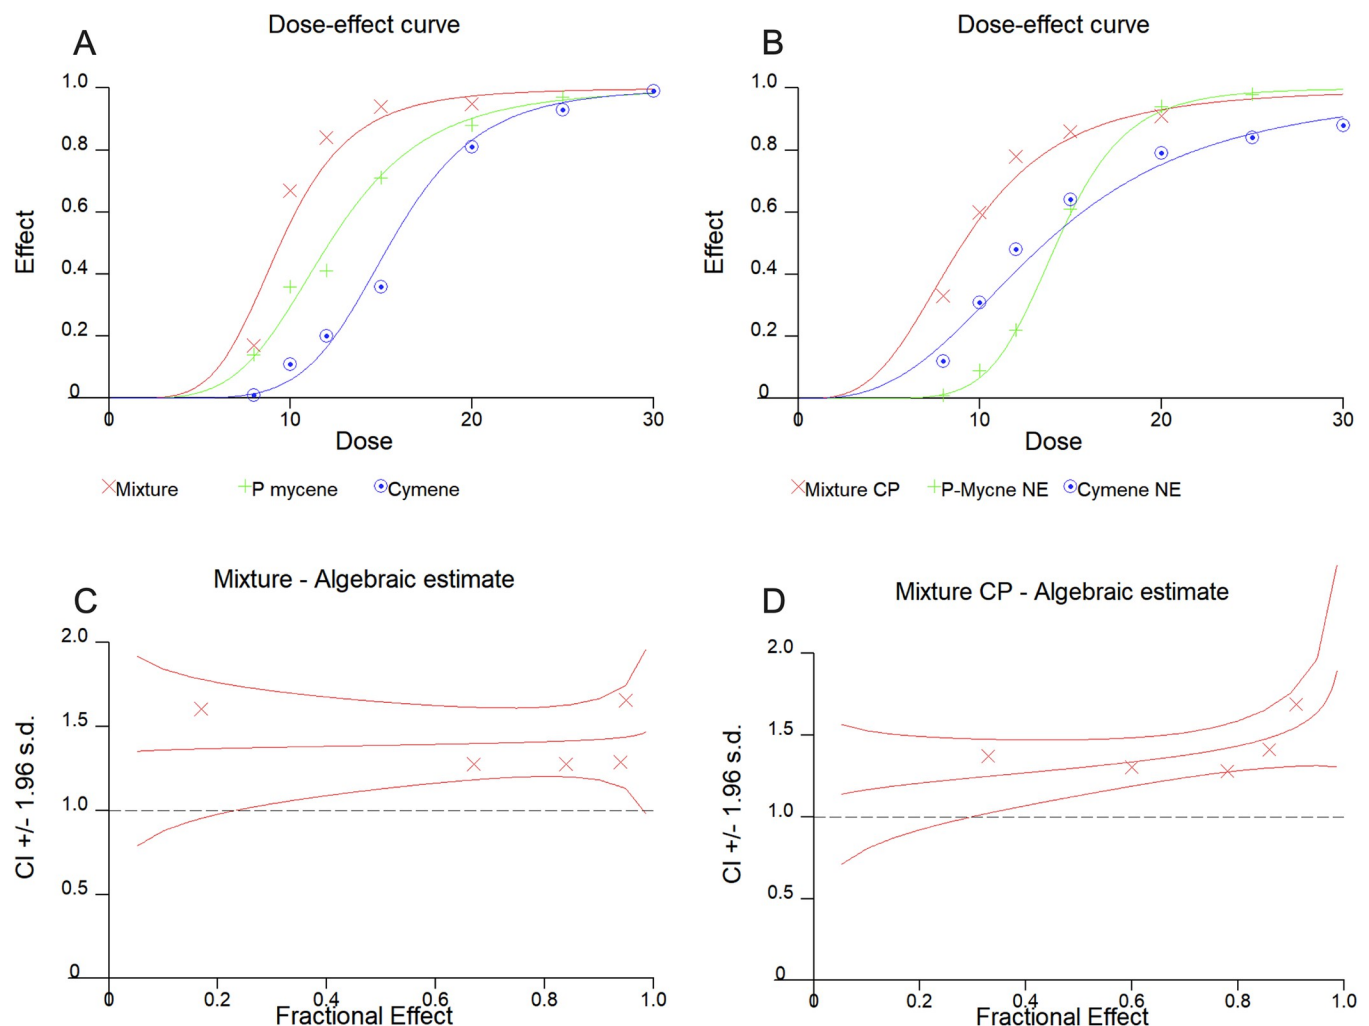 A
Dose-effect curve
1.0
0.8
0.6
0.4
0.2
0
Effect
0
10
20
30
Dose
Mixture
P mycene
Cymene
B
Dose-effect curve
1.0
0.8
0.6
0.4
0.2
0
Effect
0
10
20
30
Dose
Mixture CP
P-Mycne NE
Cymene NE
C
Mixture - Algebraic estimate
2.0
1.5
1.0
0.5
0
CI +/- 1.96 s.d.
0
0.2
0.4
0.6
0.8
1.0
Fractional Effect
D
Mixture CP - Algebraic estimate
2.0
1.5
1.0
0.5
0
CI +/- 1.96 s.d.
0
0.2
0.4
0.6
0.8
1.0
Fractional Effect